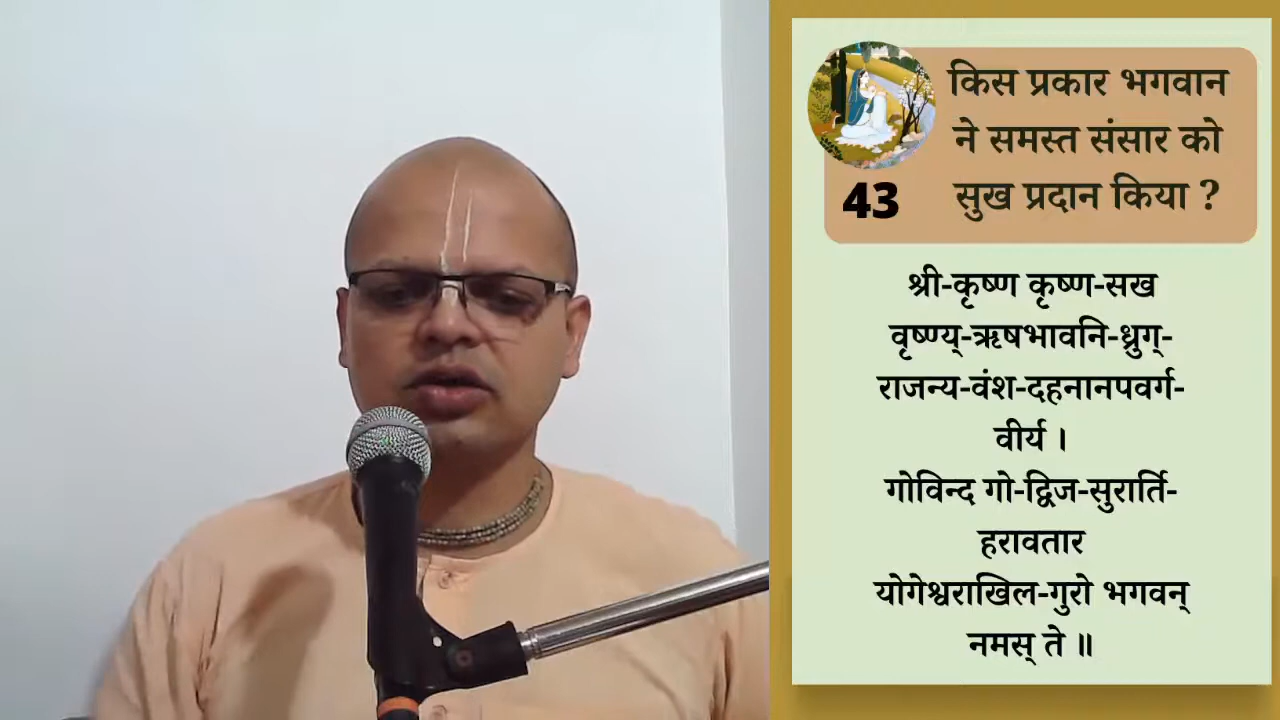 किस प्रकार भगवान
ने समस्त संसार को
सुख प्रदान किया ?
43
श्री-कृष्ण कृष्ण-सख
वृष्ण्य्-ऋषभावनि-ध्रुग्-
राजन्य-वंश-दहनानपवर्ग-
वीर्य ।
गोविन्द गो-द्विज-सुरार्ति-
हरावतार
योगेश्वराखिल-गुरो भगवन्
नमस् ते ॥